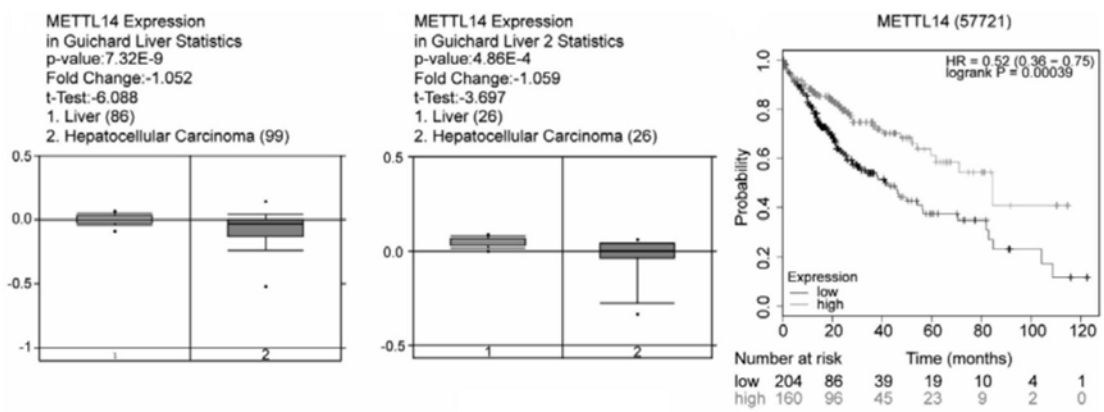 METTL14 Expression
in Guichard Liver Statistics
p-value:7.32E-9
Fold Change:-1.052
t-Test:-6.088
1. Liver (86)
2. Hepatocellular Carcinoma (99)
0.5
0.0
-0.5
-1
1
2
METTL14 Expression
in Guichard Liver 2 Statistics
p-value:4.86E-4
Fold Change:-1.059
t-Test:-3.697
1. Liver (26)
2. Hepatocellular Carcinoma (26)
0.5
0.0
-0.5
1
2
METTL14 (57721)
HR = 0.52 (0.36 – 0.75)
logrank P = 0.00039
Probability
1.0
0.8
0.6
0.4
0.2
0.0
Expression
low
high
0 20 40 60 80 100 120
Number at risk Time (months)
low 204 86 39 19 10 4 1
high 160 96 45 23 9 2 0